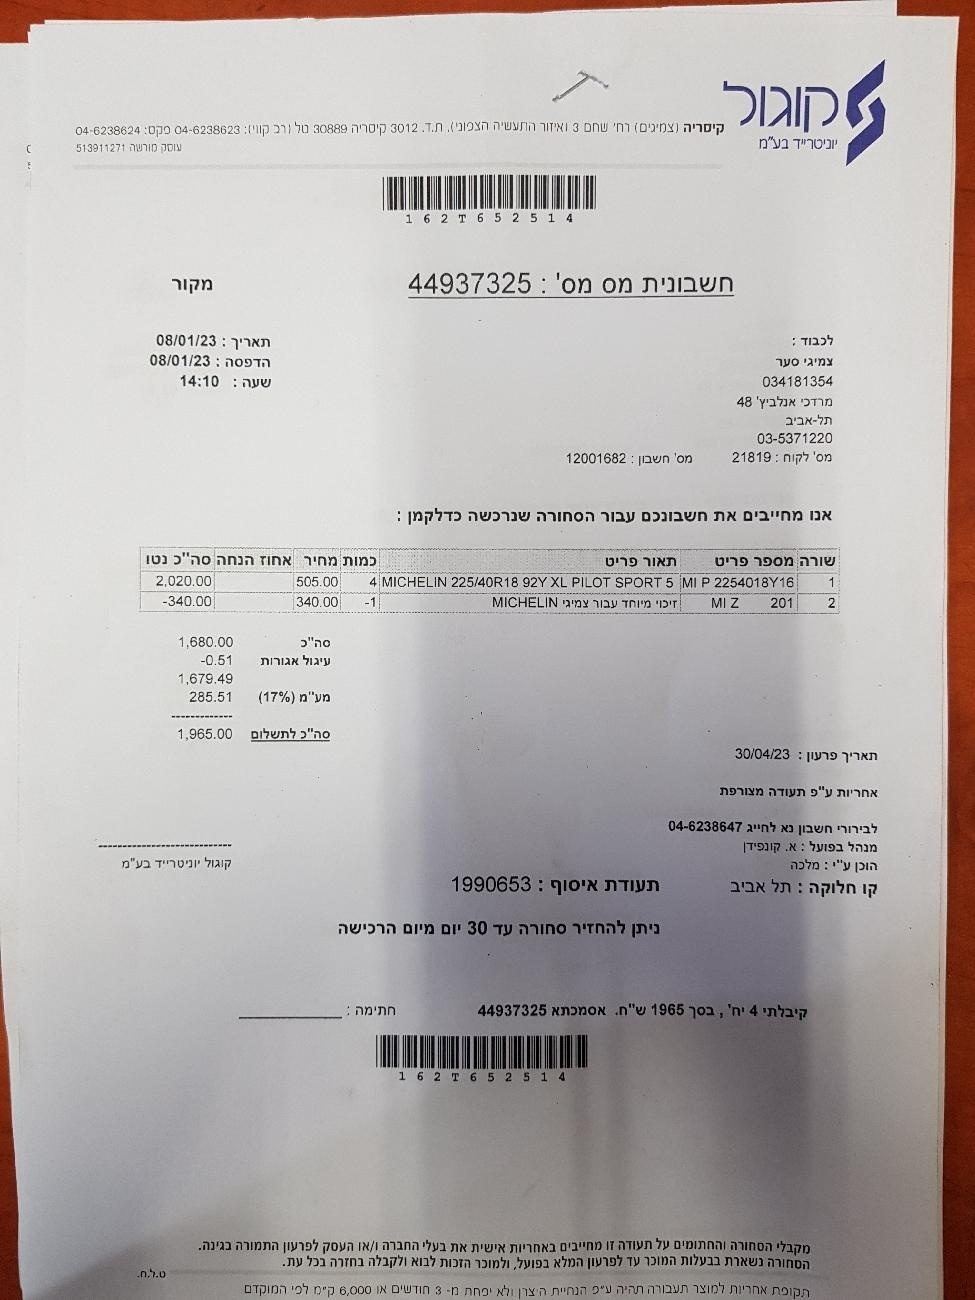 קוגול
יוניטרייד בע"מ
קיסריה (צמיגים) רח' שחם 3 (אזור התעשיה הצפוני), ת.ד. 3012 קיסריה 30889 טל (רב קווי): 04-6238623 פקס: 04-6238624
עוסק מורשה 513911271
162T652514
חשבונית מס מס' : 44937325
מקור
תאריך : 08/01/23
הדפסה : 08/01/23
שעה : 14:10
לכבוד :
צמיגי סער
034181354
מרדכי אנלביץ' 48
תל-אביב
03-5371220
מס' לקוח : 21819 מס' חשבון : 12001682
אנו מחייבים את חשבונכם עבור הסחורה שנרכשה כדלקמן :
שורה מספר פריט תאור פריט כמות מחיר אחוז הנחה סה"כ נטו
1 MI P 2254018Y16 MICHELIN 225/40R18 92Y XL PILOT SPORT 5 4 505.00 2,020.00
2 MI Z 201 זיכוי מיוחד עבור צמיגי MICHELIN -1 340.00 -340.00
סה"כ 1,680.00
עיגול אגורות -0.51
1,679.49
מע"מ (17%) 285.51
-------------
סה"כ לתשלום 1,965.00
תאריך פרעון : 30/04/23
אחריות ע"פ תעודה מצורפת
לבירורי חשבון נא לחייג 04-6238647
מנהל בפועל : א. קונפידן
הוכן ע"י : מלכה
קוגול יוניטרייד בע"מ
קו חלוקה : תל אביב תעודת איסוף : 1990653
ניתן להחזיר סחורה עד 30 יום מיום הרכישה
קיבלתי 4 יח' , בסך 1965 ש"ח. אסמכתא 44937325 חתימה : ____________
162T652514
מקבלי הסחורה והחתומים על תעודה זו מחייבים באחריות אישית את בעלי החברה ו/או העסק לפרעון התמורה בגינה.
הסחורה נשארת בבעלות המוכר עד לפרעון המלא בפועל, ולמוכר הזכות לבוא ולקבלה בחזרה בכל עת.
ט.ל.ח.
תקופת אחריות למוצר תעבורה תהיה ע"פ הנחיית היצרן ולא יפחת מ- 3 חודשים או 6,000 ק"מ לפי המוקדם